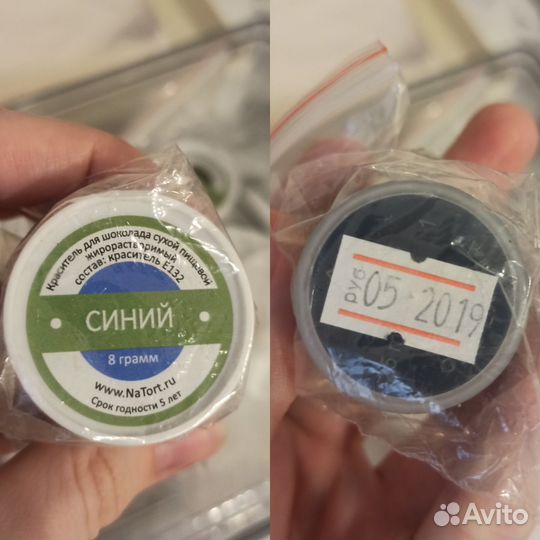 Краситель для шоколада сухой пищевой
жирорастворимый
состав: краситель E132
СИНИЙ
8 грамм
www.NaTort.ru
Срок годности 5 лет
руб
05 2019
Avito